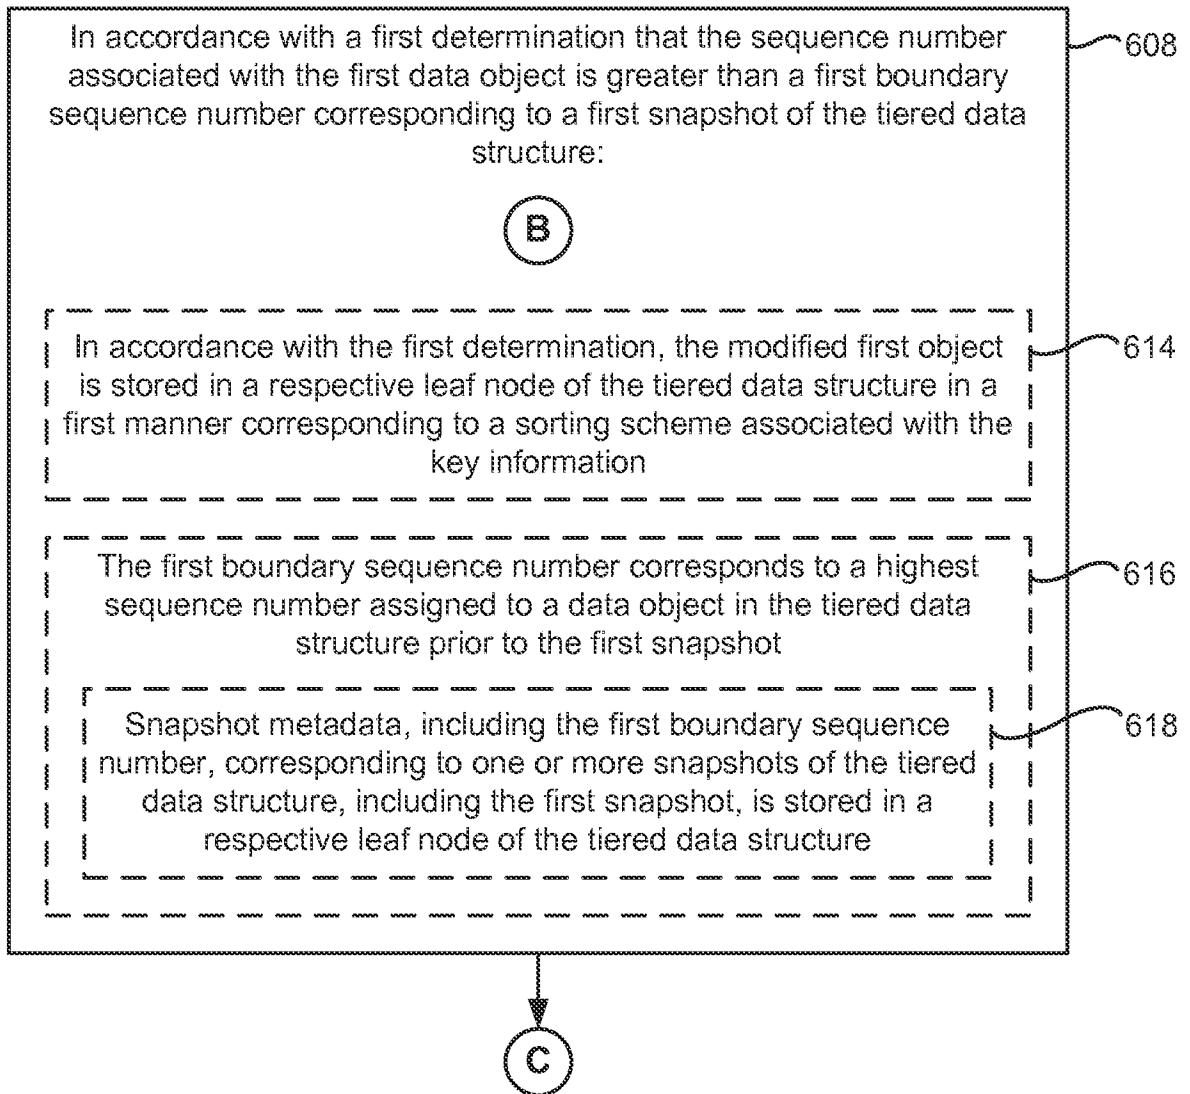 In accordance with a first determination that the sequence number
associated with the first data object is greater than a first boundary
sequence number corresponding to a first snapshot of the tiered data
structure:
608
B
In accordance with the first determination, the modified first object
is stored in a respective leaf node of the tiered data structure in a
first manner corresponding to a sorting scheme associated with the
key information
614
The first boundary sequence number corresponds to a highest
sequence number assigned to a data object in the tiered data
structure prior to the first snapshot
616
Snapshot metadata, including the first boundary sequence
number, corresponding to one or more snapshots of the tiered
data structure, including the first snapshot, is stored in a
respective leaf node of the tiered data structure
618
C